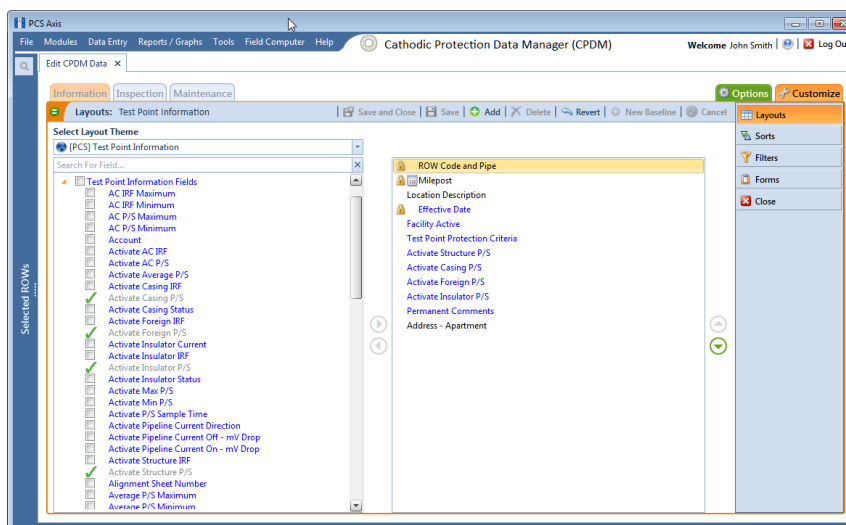 PCS Axis
File Modules Data Entry Reports / Graphs Tools Field Computer Help
Cathodic Protection Data Manager (CPDM)
Welcome John Smith | | Log Ou
Edit CPDM Data ×
Information Inspection Maintenance
Options Customize
Layouts: Test Point Information
Save and Close | Save | Add | Delete | Revert | New Baseline | Cancel
Select Layout Theme
[PCS] Test Point Information
Search For Field...
Test Point Information Fields
AC IRF Maximum
AC IRF Minimum
AC P/S Maximum
AC P/S Minimum
Account
Activate AC IRF
Activate AC P/S
Activate Average P/S
Activate Casing IRF
Activate Casing P/S
Activate Casing Status
Activate Foreign IRF
Activate Foreign P/S
Activate Insulator Current
Activate Insulator IRF
Activate Insulator P/S
Activate Insulator Status
Activate Max P/S
Activate Min P/S
Activate P/S Sample Time
Activate Pipeline Current Direction
Activate Pipeline Current Off - mV Drop
Activate Pipeline Current On - mV Drop
Activate Structure IRF
Activate Structure P/S
Alignment Sheet Number
Average P/S Maximum
Average P/S Minimum
ROW Code and Pipe
Milepost
Location Description
Effective Date
Facility Active
Test Point Protection Criteria
Activate Structure P/S
Activate Casing P/S
Activate Foreign P/S
Activate Insulator P/S
Permanent Comments
Address - Apartment
Layouts
Sorts
Filters
Forms
Close
Selected ROWs